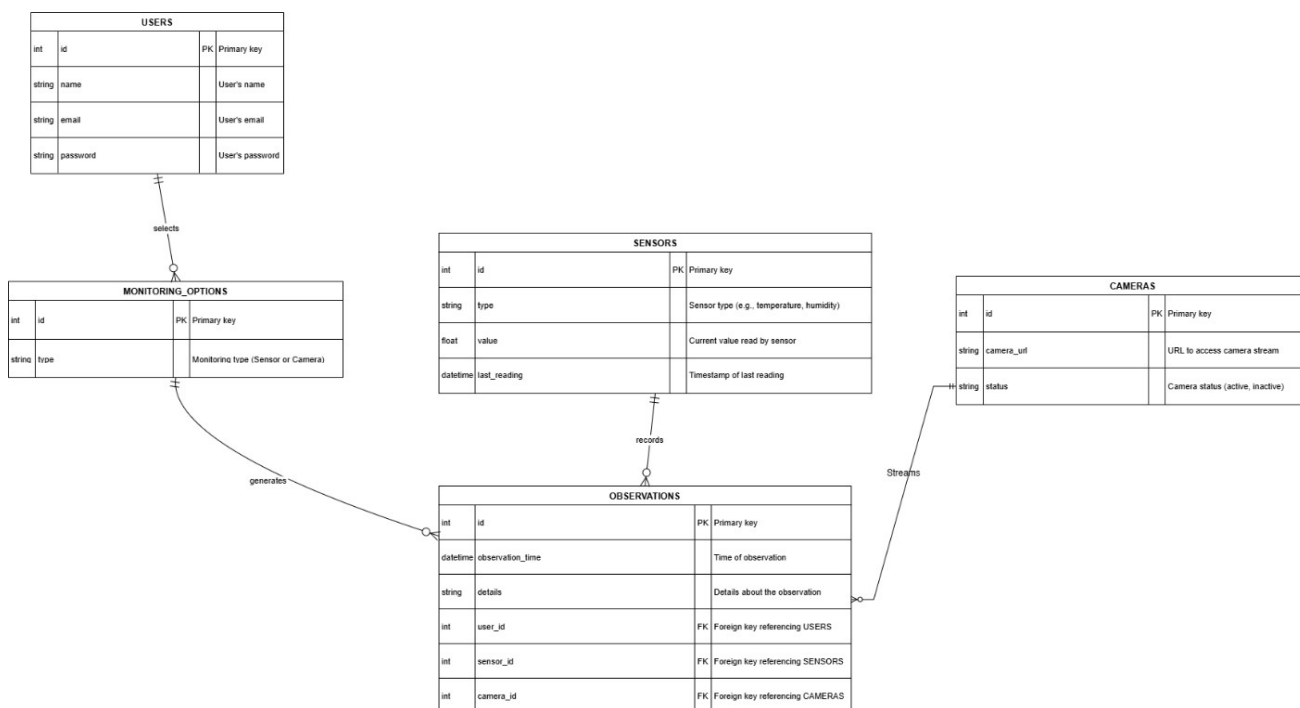 USERS
int id PK Primary key
string name User's name
string email User's email
string password User's password
selects
MONITORING_OPTIONS
int id PK Primary key
string type Monitoring type (Sensor or Camera)
generates
SENSORS
int id PK Primary key
string type Sensor type (e.g., temperature, humidity)
float value Current value read by sensor
datetime last_reading Timestamp of last reading
records
CAMERAS
int id PK Primary key
string camera_url URL to access camera stream
string status Camera status (active, inactive)
Streams
OBSERVATIONS
int id PK Primary key
datetime observation_time Time of observation
string details Details about the observation
int user_id FK Foreign key referencing USERS
int sensor_id FK Foreign key referencing SENSORS
int camera_id FK Foreign key referencing CAMERAS